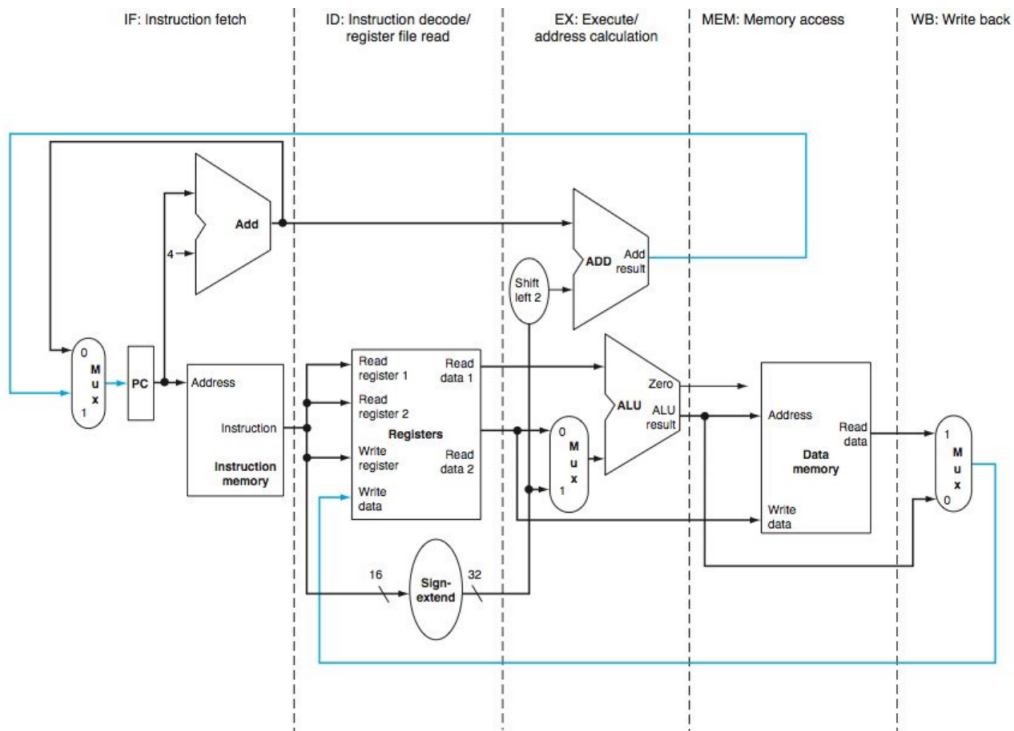 IF: Instruction fetch
ID: Instruction decode/
register file read
EX: Execute/
address calculation
MEM: Memory access
WB: Write back
Add
4
ADD
Add
result
Shift
left 2
0
M
u
x
1
PC
Address
Instruction
Instruction
memory
Read
register 1
Read
register 2
Write
register
Write
data
Registers
Read
data 1
Read
data 2
16
Sign-
extend
32
0
M
u
x
1
Zero
ALU
ALU
result
Address
Read
data
Data
memory
Write
data
1
M
u
x
0